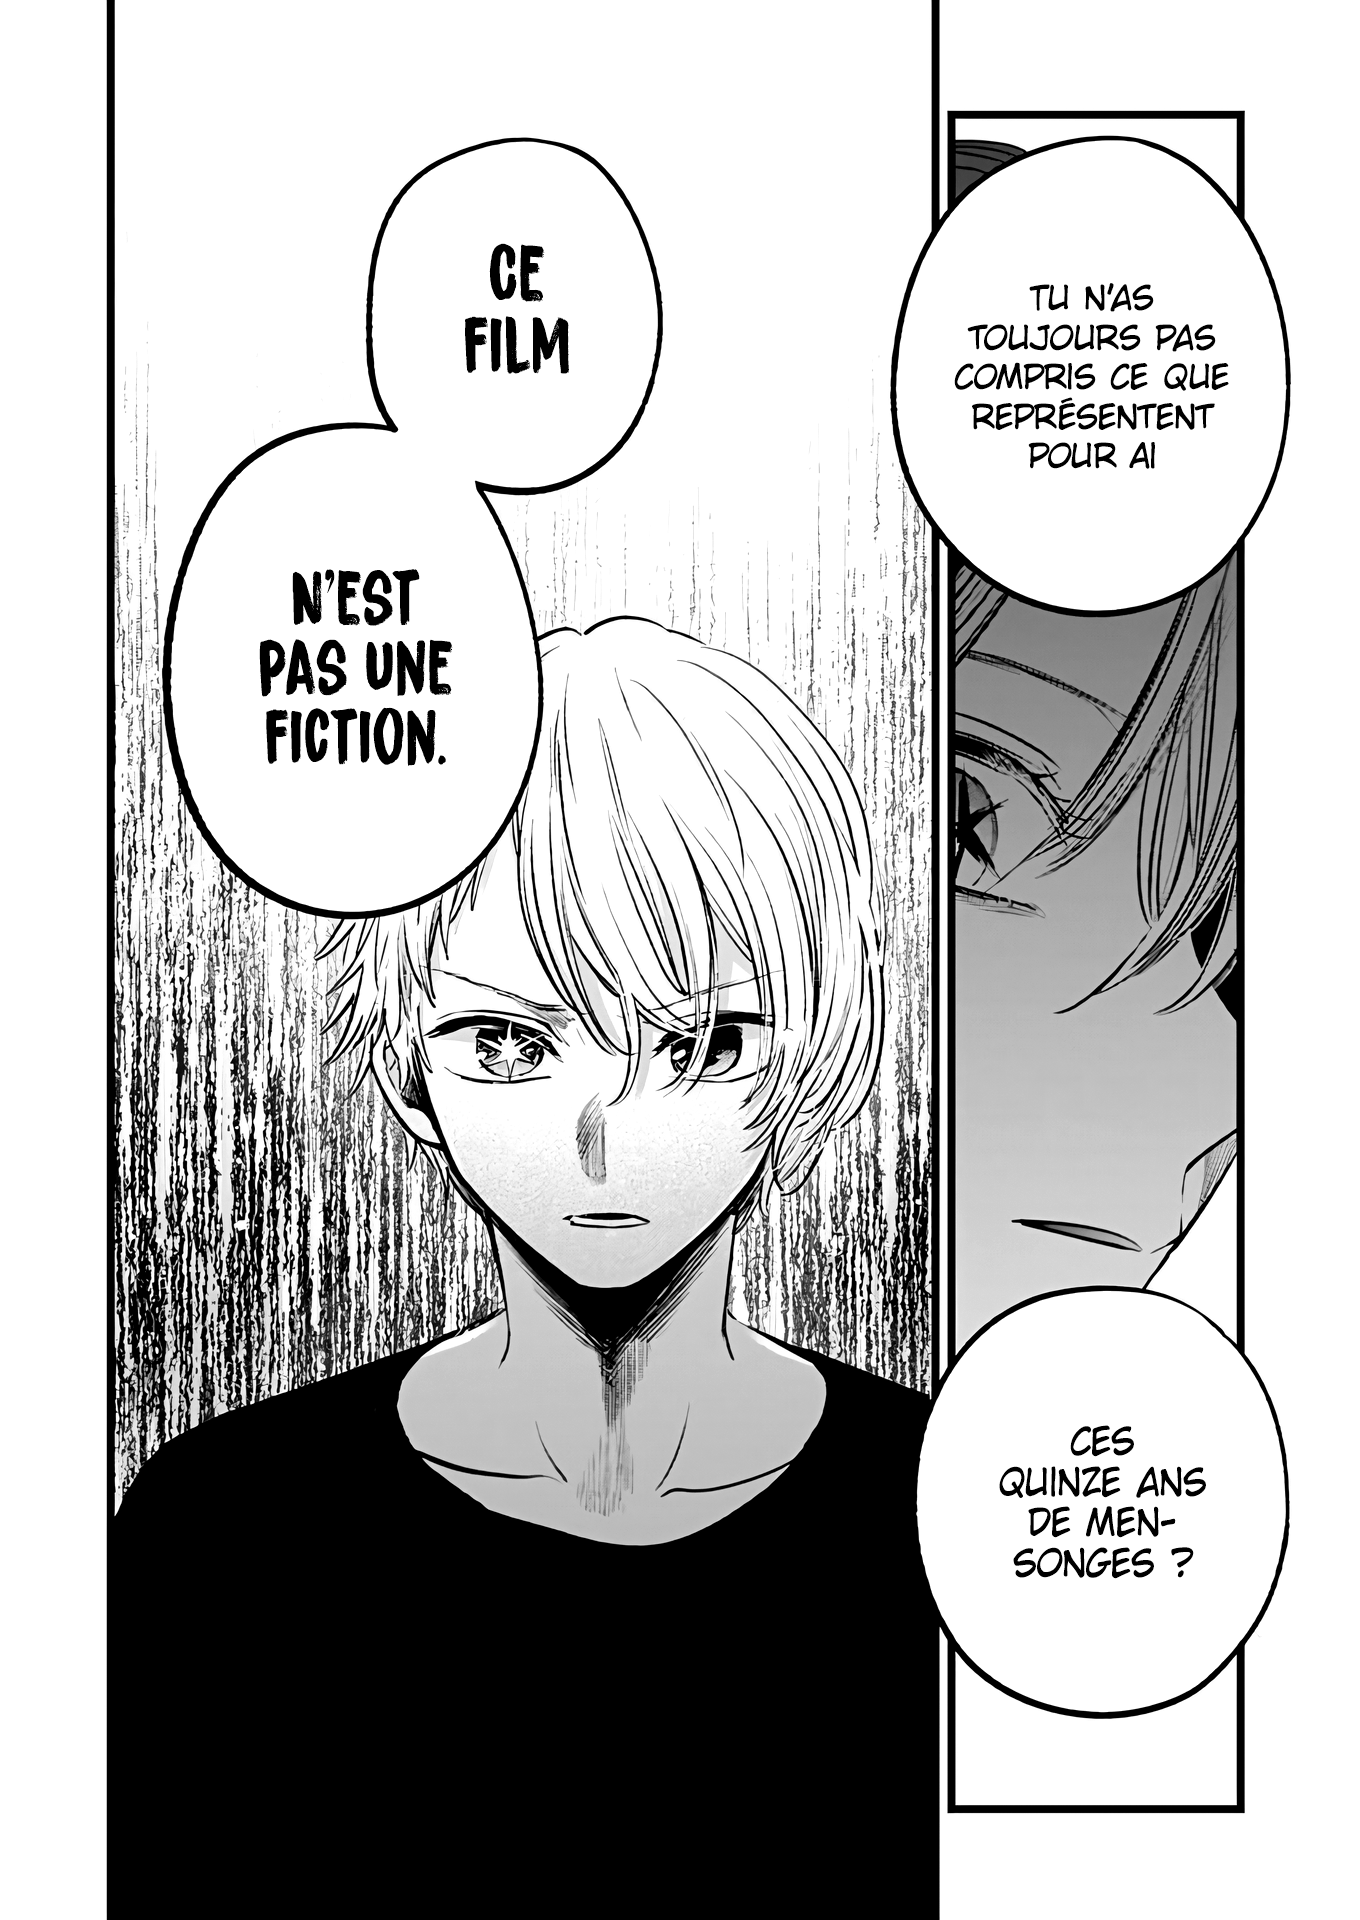 TU N'AS
TOUJOURS PAS
COMPRIS CE QUE
REPRÉSENTENT
POUR AI
CES
QUINZE ANS
DE MEN-
SONGES ?
CE
FILM
N'EST
PAS UNE
FICTION.